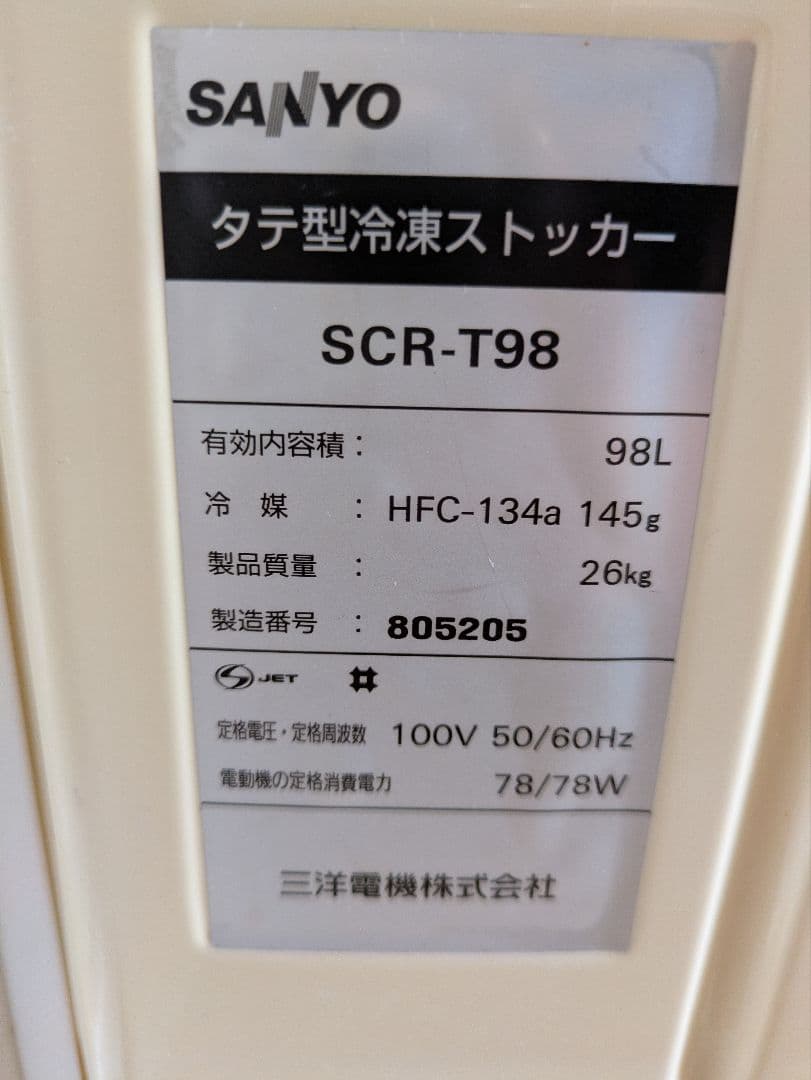 SANYO
タテ型冷凍ストッカー
SCR-T98
有効内容積: 98L
冷 媒 : HFC-134a 145g
製品質量 : 26kg
製造番号 : 805205
S JET
定格電圧・定格周波数 100V 50/60Hz
電動機の定格消費電力 78/78W
三洋電機株式会社